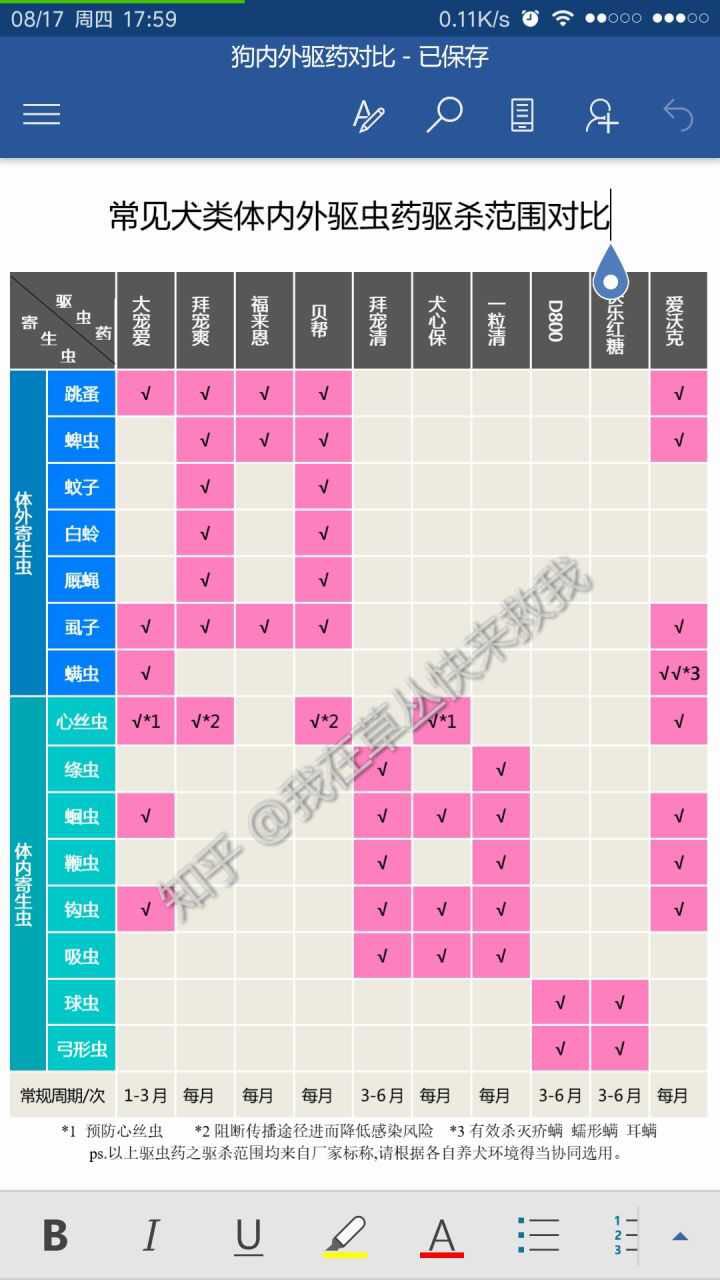 08/17 周四 17:59 0.11K/s
狗内外驱药对比 - 已保存
常见犬类体内外驱虫药驱杀范围对比
驱虫药 寄生虫 大宠爱 拜宠爽 福来恩 贝帮 拜宠清 犬心保 一粒清 D800 乐红糖 爱沃克
体外寄生虫
跳蚤 √ √ √ √ √
蜱虫 √ √ √ √
蚊子 √ √
白蛉 √ √
厩蝇 √ √
虱子 √ √ √ √ √
螨虫 √ √√*3
体内寄生虫
心丝虫 √*1 √*2 √*2 √*1 √
绦虫 √ √
蛔虫 √ √ √ √ √
鞭虫 √ √ √
钩虫 √ √ √ √ √
吸虫 √ √ √
球虫 √ √
弓形虫 √ √
常规周期/次 1-3月 每月 每月 每月 3-6月 每月 每月 3-6月 3-6月 每月
*1 预防心丝虫 *2 阻断传播途径进而降低感染风险 *3 有效杀灭疥螨 蠕形螨 耳螨
ps.以上驱虫药之驱杀范围均来自厂家标称,请根据各自养犬环境得当协同选用。
知乎 @我在草丛快来救我
B I U A 1 2 3